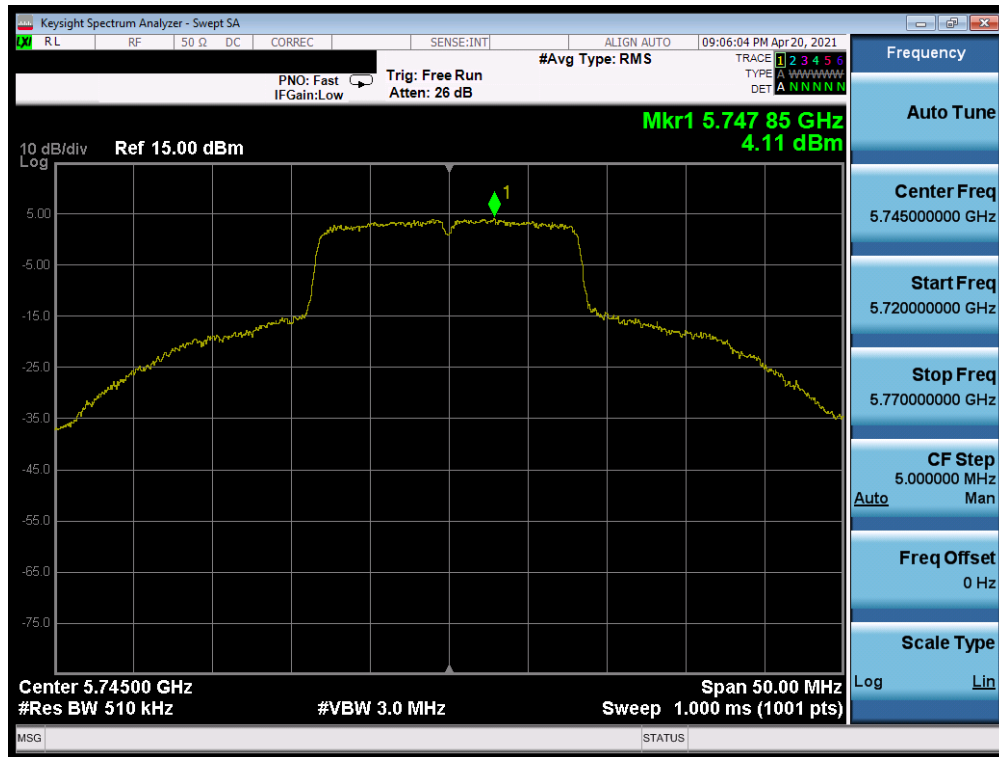 Keysight Spectrum Analyzer - Swept SA
LXI RL RF 50 Ω DC CORREC SENSE:INT ALIGN AUTO 09:06:04 PM Apr 20, 2021
#Avg Type: RMS
TRACE 1 2 3 4 5 6
TYPE A WWWWW
DET A N N N N N
PNO: Fast
IFGain:Low
Trig: Free Run
Atten: 26 dB
Mkr1 5.747 85 GHz
4.11 dBm
10 dB/div Ref 15.00 dBm
Log
1
5.00
-5.00
-15.0
-25.0
-35.0
-45.0
-55.0
-65.0
-75.0
Center 5.74500 GHz Span 50.00 MHz
#Res BW 510 kHz #VBW 3.0 MHz Sweep 1.000 ms (1001 pts)
MSG STATUS
Frequency
Auto Tune
Center Freq
5.745000000 GHz
Start Freq
5.720000000 GHz
Stop Freq
5.770000000 GHz
CF Step
5.000000 MHz
Auto Man
Freq Offset
0 Hz
Scale Type
Log Lin